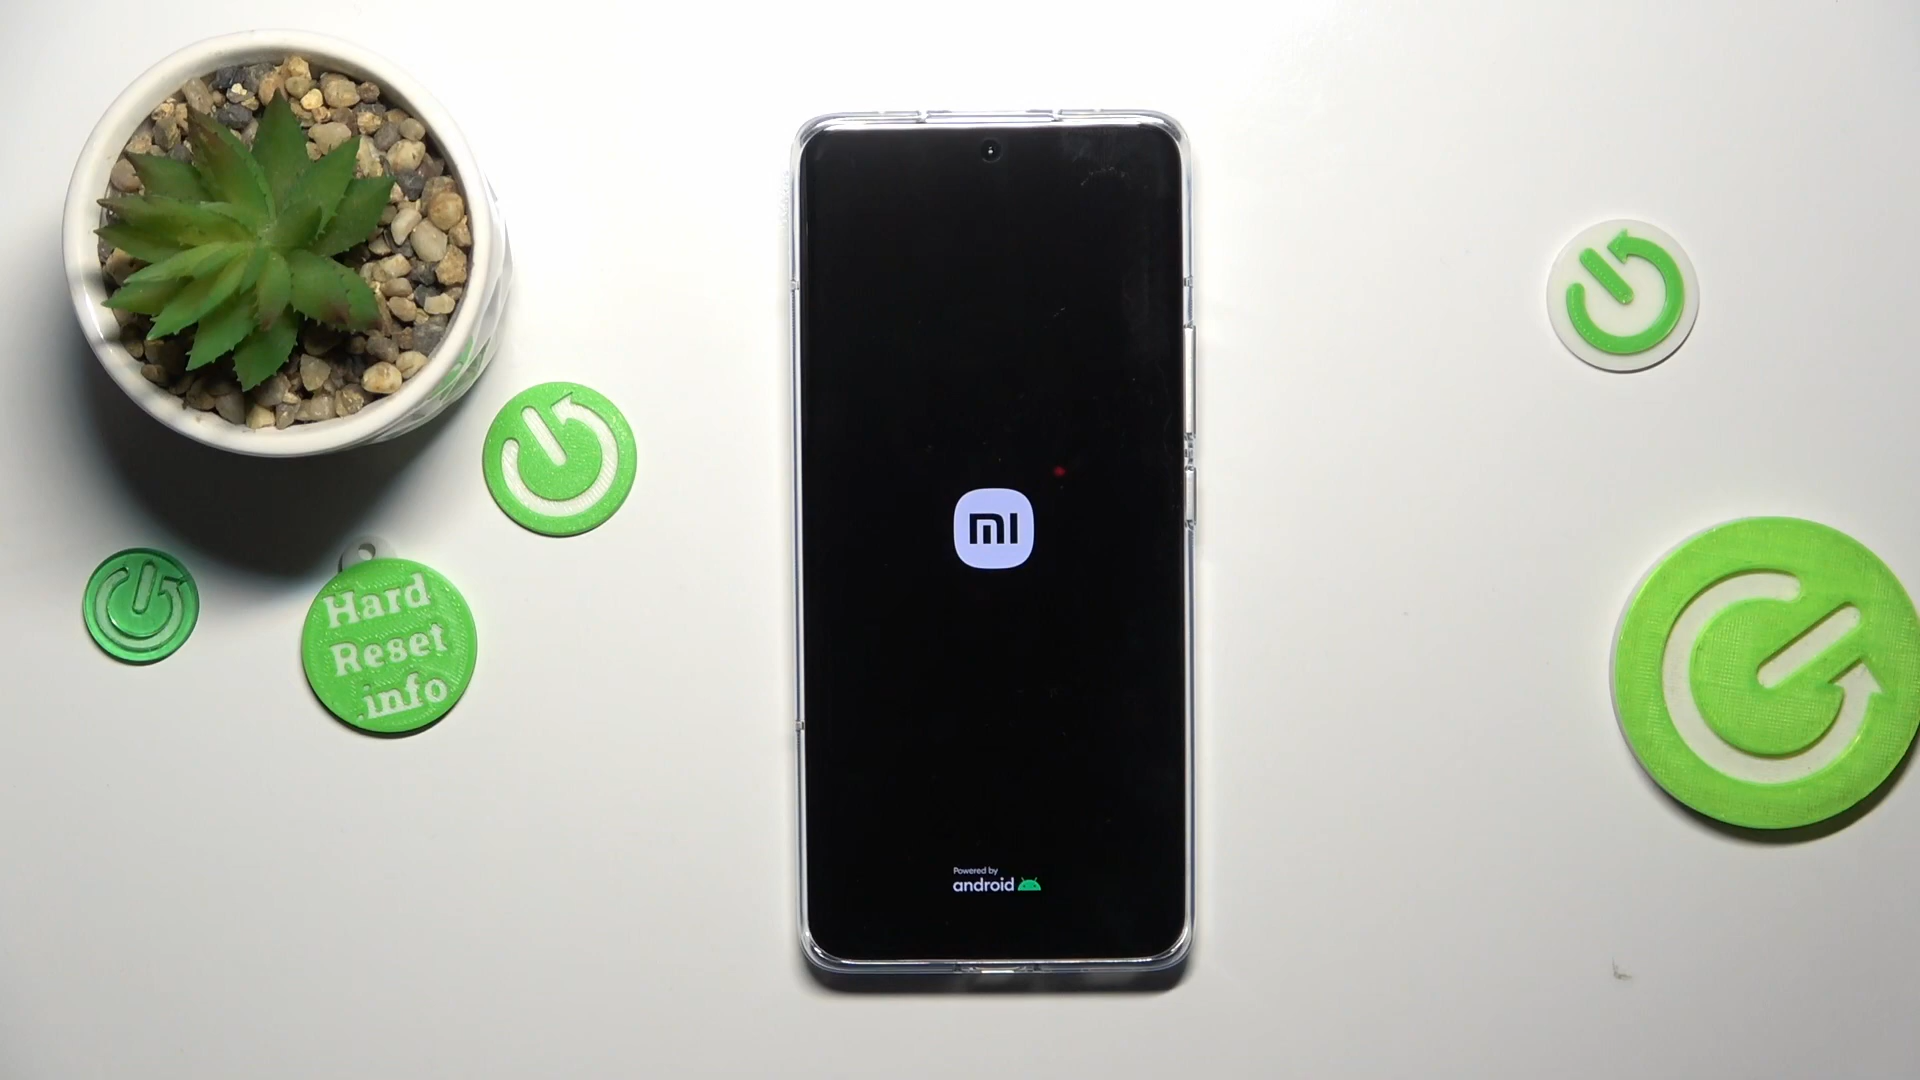 Hard
Reset
.info
mi
Powered by
android